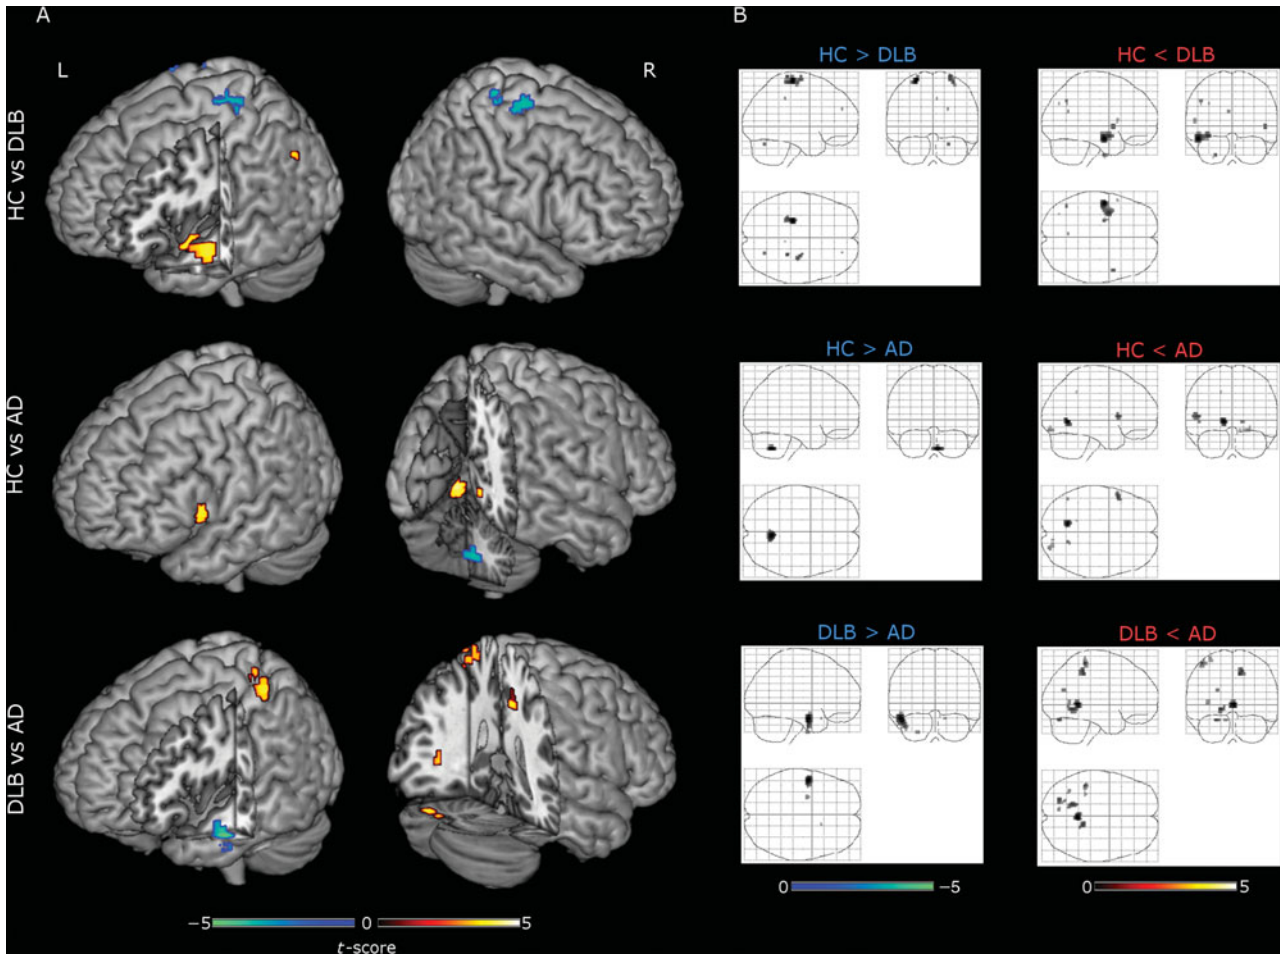 A
B
L
R
HC vs DLB
HC > DLB
HC < DLB
HC vs AD
HC > AD
HC < AD
DLB vs AD
DLB > AD
DLB < AD
0 −5
0 5
−5 0 5
t-score